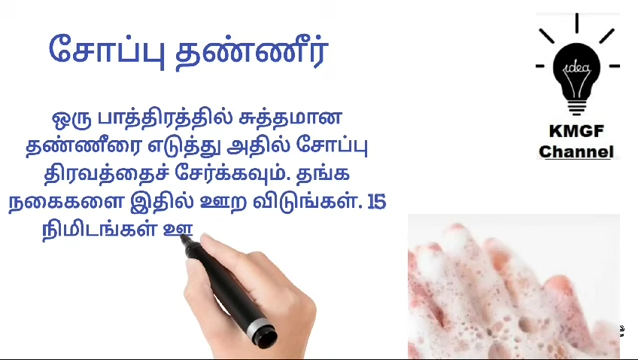 சோப்பு தண்ணீர்
ஒரு பாத்திரத்தில் சுத்தமான
தண்ணீரை எடுத்து அதில் சோப்பு
திரவத்தைச் சேர்க்கவும். தங்க
நகைகளை இதில் ஊற விடுங்கள். 15
நிமிடங்கள் ஊ
idea
KMGF
Channel